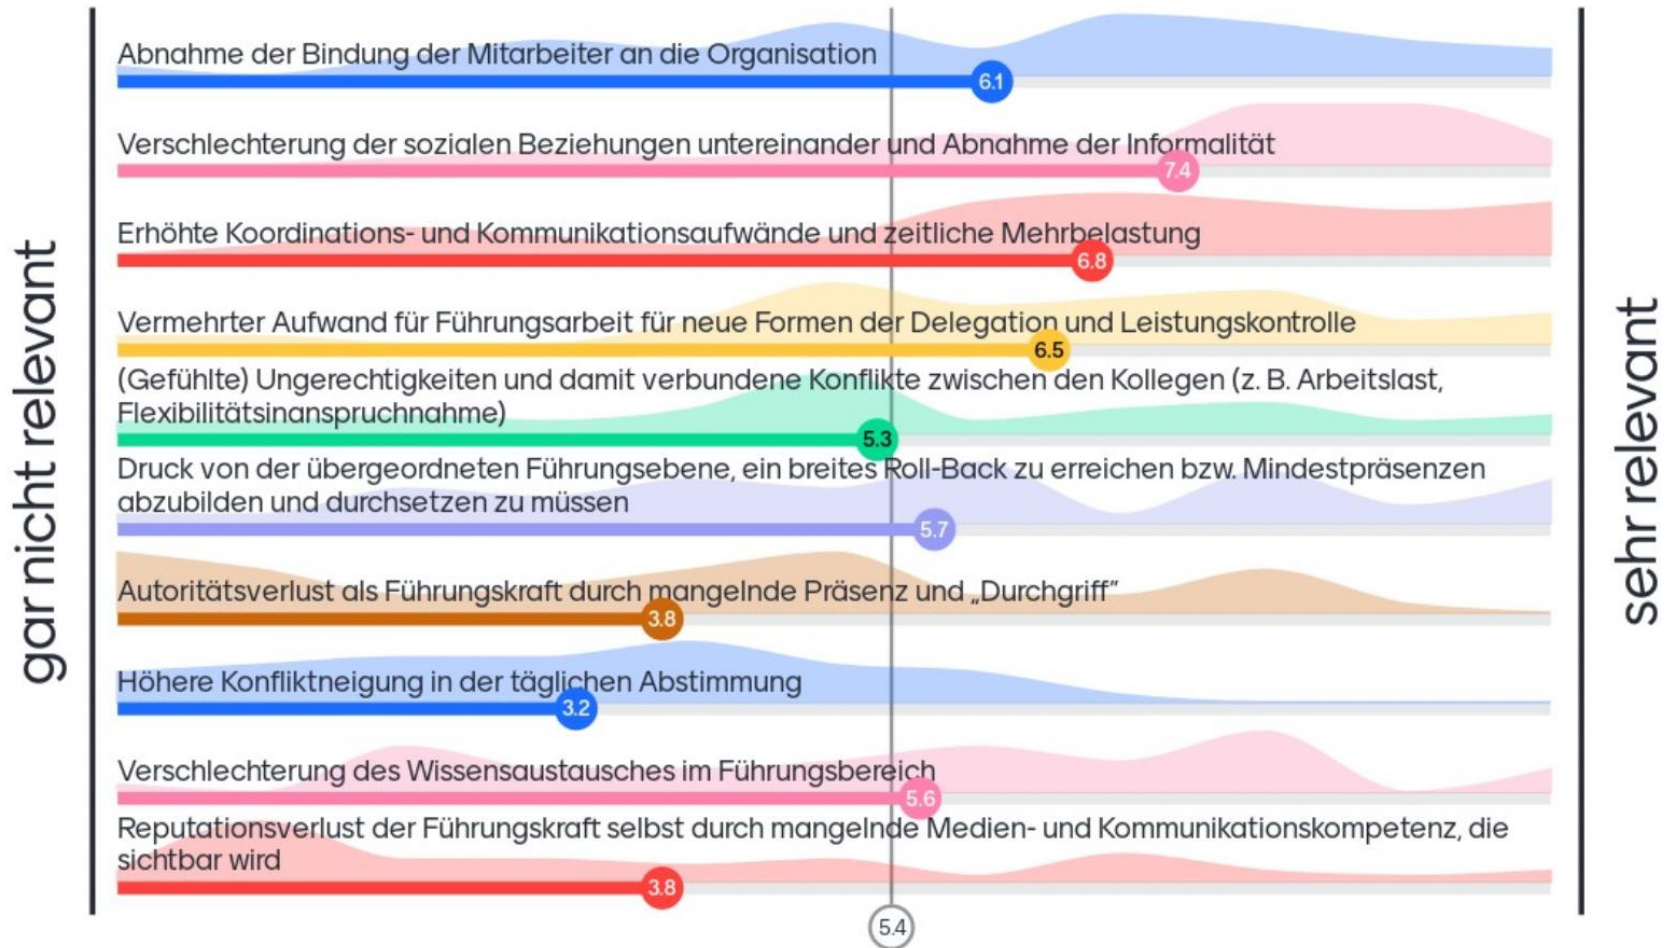 Abnahme der Bindung der Mitarbeiter an die Organisation
6.1
Verschlechterung der sozialen Beziehungen untereinander und Abnahme der Informalität
7.4
Erhöhte Koordinations- und Kommunikationsaufwände und zeitliche Mehrbelastung
6.8
Vermehrter Aufwand für Führungsarbeit für neue Formen der Delegation und Leistungskontrolle
6.5
(Gefühlte) Ungerechtigkeiten und damit verbundene Konflikte zwischen den Kollegen (z. B. Arbeitslast,
Flexibilitätsinanspruchnahme)
5.3
Druck von der übergeordneten Führungsebene, ein breites Roll-Back zu erreichen bzw. Mindestpräsenzen
abzubilden und durchsetzen zu müssen
5.7
Autoritätsverlust als Führungskraft durch mangelnde Präsenz und „Durchgriff“
3.8
Höhere Konfliktneigung in der täglichen Abstimmung
3.2
Verschlechterung des Wissensaustausches im Führungsbereich
5.6
Reputationsverlust der Führungskraft selbst durch mangelnde Medien- und Kommunikationskompetenz, die
sichtbar wird
3.8
5.4
gar nicht relevant
sehr relevant